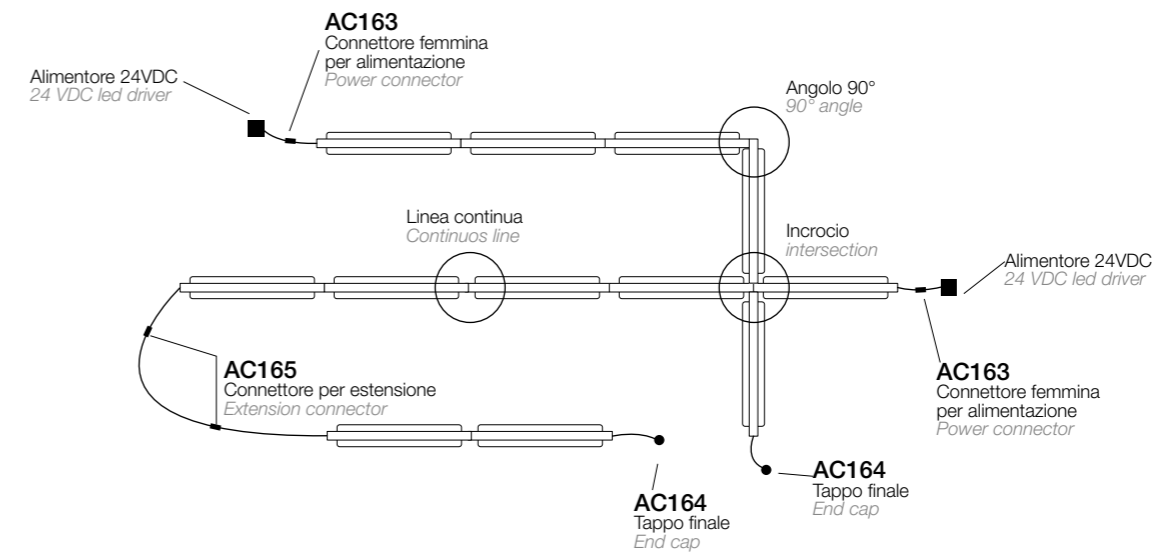 AC163
Connettore femmina
per alimentazione
Power connector
Alimentore 24VDC
24 VDC led driver
Angolo 90°
90° angle
Linea continua
Continuos line
Incrocio
intersection
Alimentore 24VDC
24 VDC led driver
AC165
Connettore per estensione
Extension connector
AC163
Connettore femmina
per alimentazione
Power connector
AC164
Tappo finale
End cap
AC164
Tappo finale
End cap